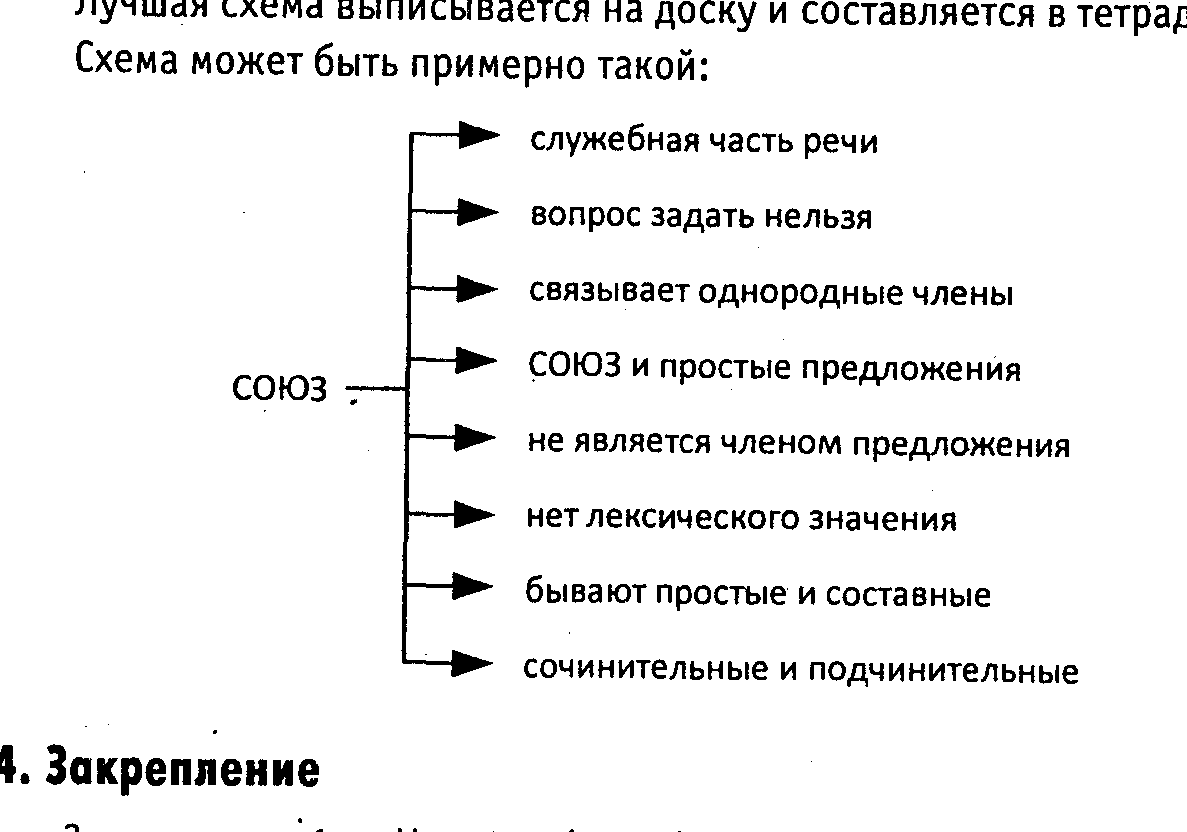 Лучшая схема выписывается на доску и составляется в
Схема может быть примерно такой:
служебная часть речи
вопрос задать нельзя
связывает однородные члены
СОЮЗ и простые предложения
СОЮЗ
не является членом предложения
нет лексического значения
бывают простые и составные
сочинительные и подчинительные
4. Закрепление